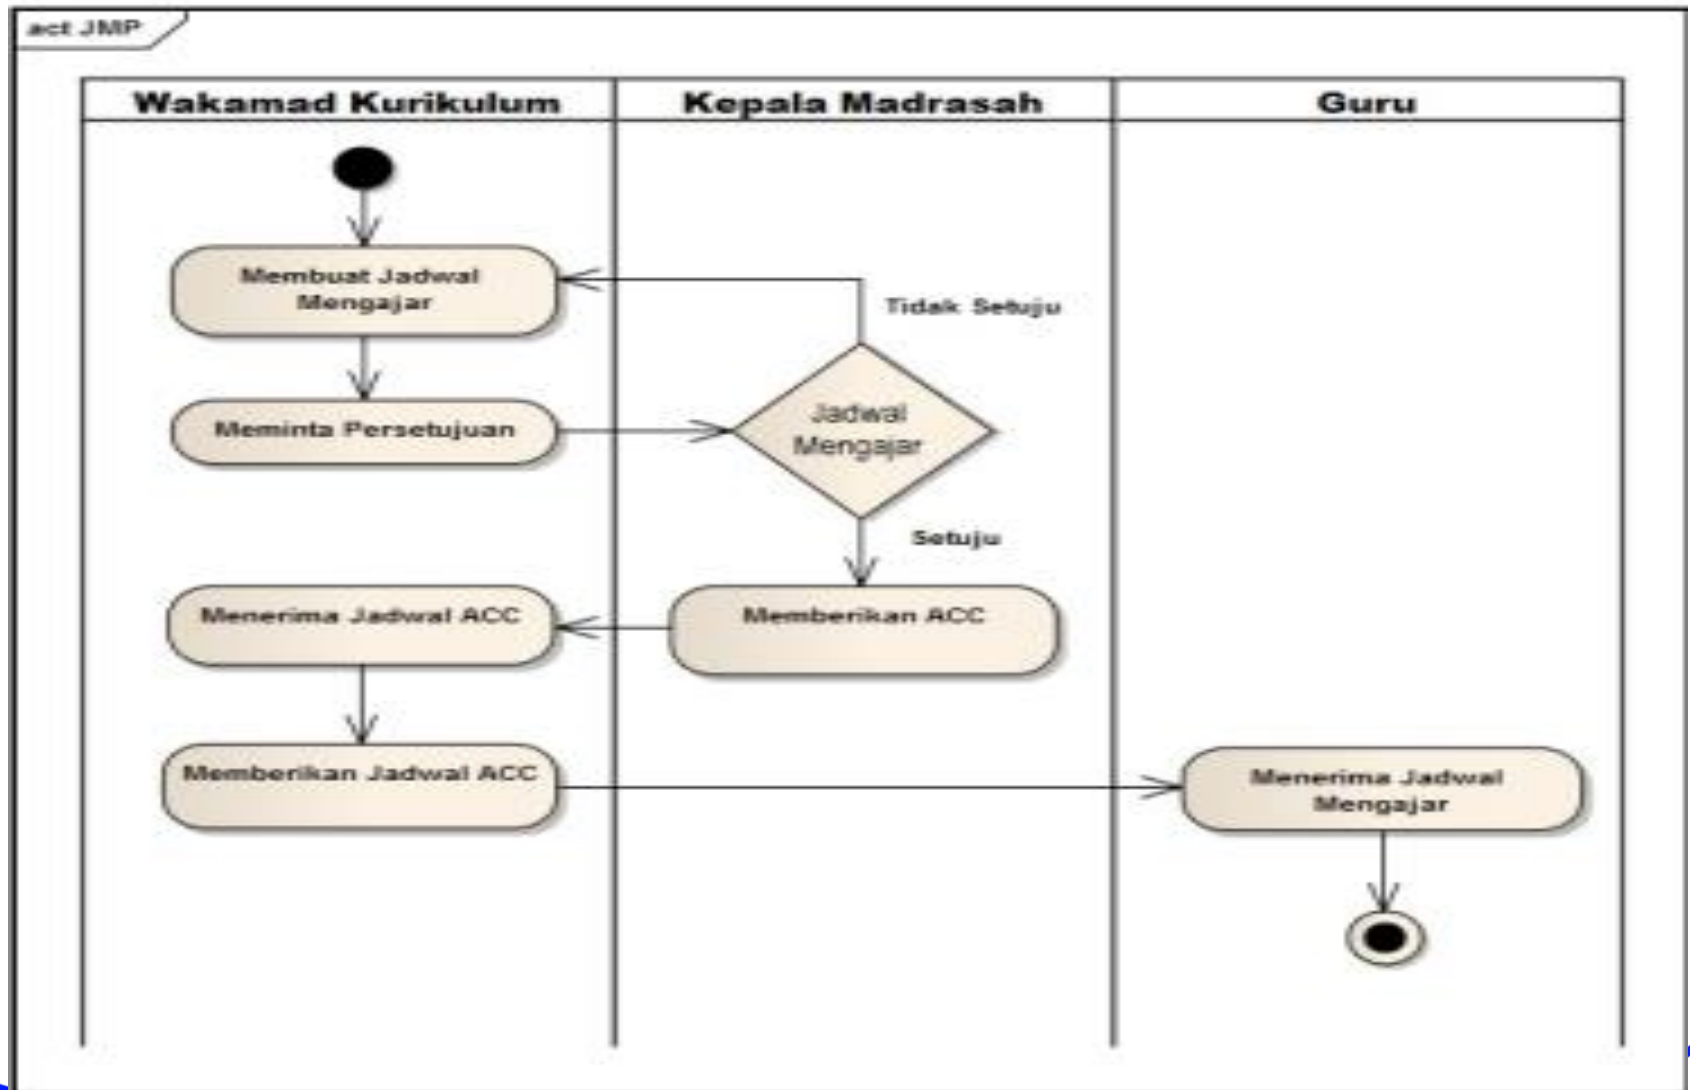 act JMP
Wakamad Kurikulum
Kepala Madrasah
Guru
Membuat Jadwal
Mengajar
Tidak Setuju
Meminta Persetujuan
Jadwal
Mengajar
Setuju
Menerima Jadwal ACC
Memberikan ACC
Memberikan Jadwal ACC
Menerima Jadwal
Mengajar